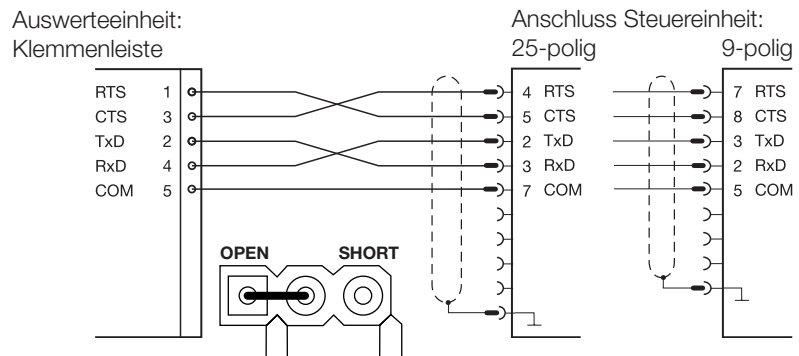 Auswerteeinheit:
Klemmenleiste
Anschluss Steuereinheit:
25-polig 9-polig
RTS 1 4 RTS 7 RTS
CTS 3 5 CTS 8 CTS
TxD 2 2 TxD 3 TxD
RxD 4 3 RxD 2 RxD
COM 5 7 COM 5 COM
OPEN SHORT